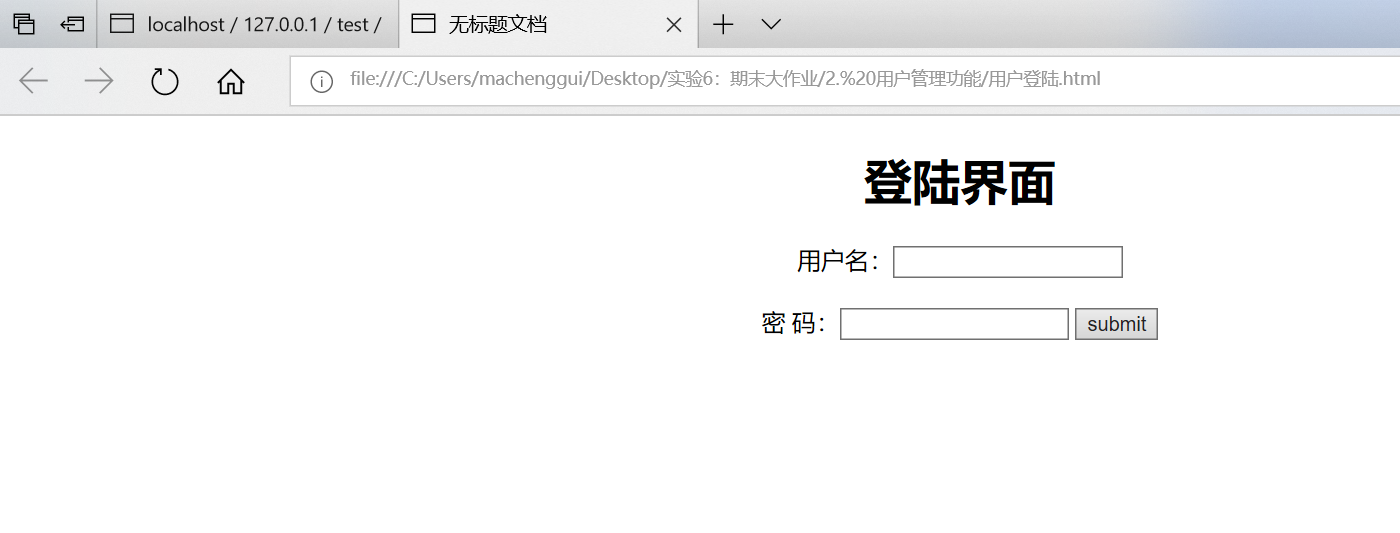 localhost / 127.0.0.1 / test /
无标题文档
file:///C:/Users/machenggui/Desktop/实验6：期末大作业/2.%20用户管理功能/用户登陆.html
登陆界面
用户名：
密 码：
submit